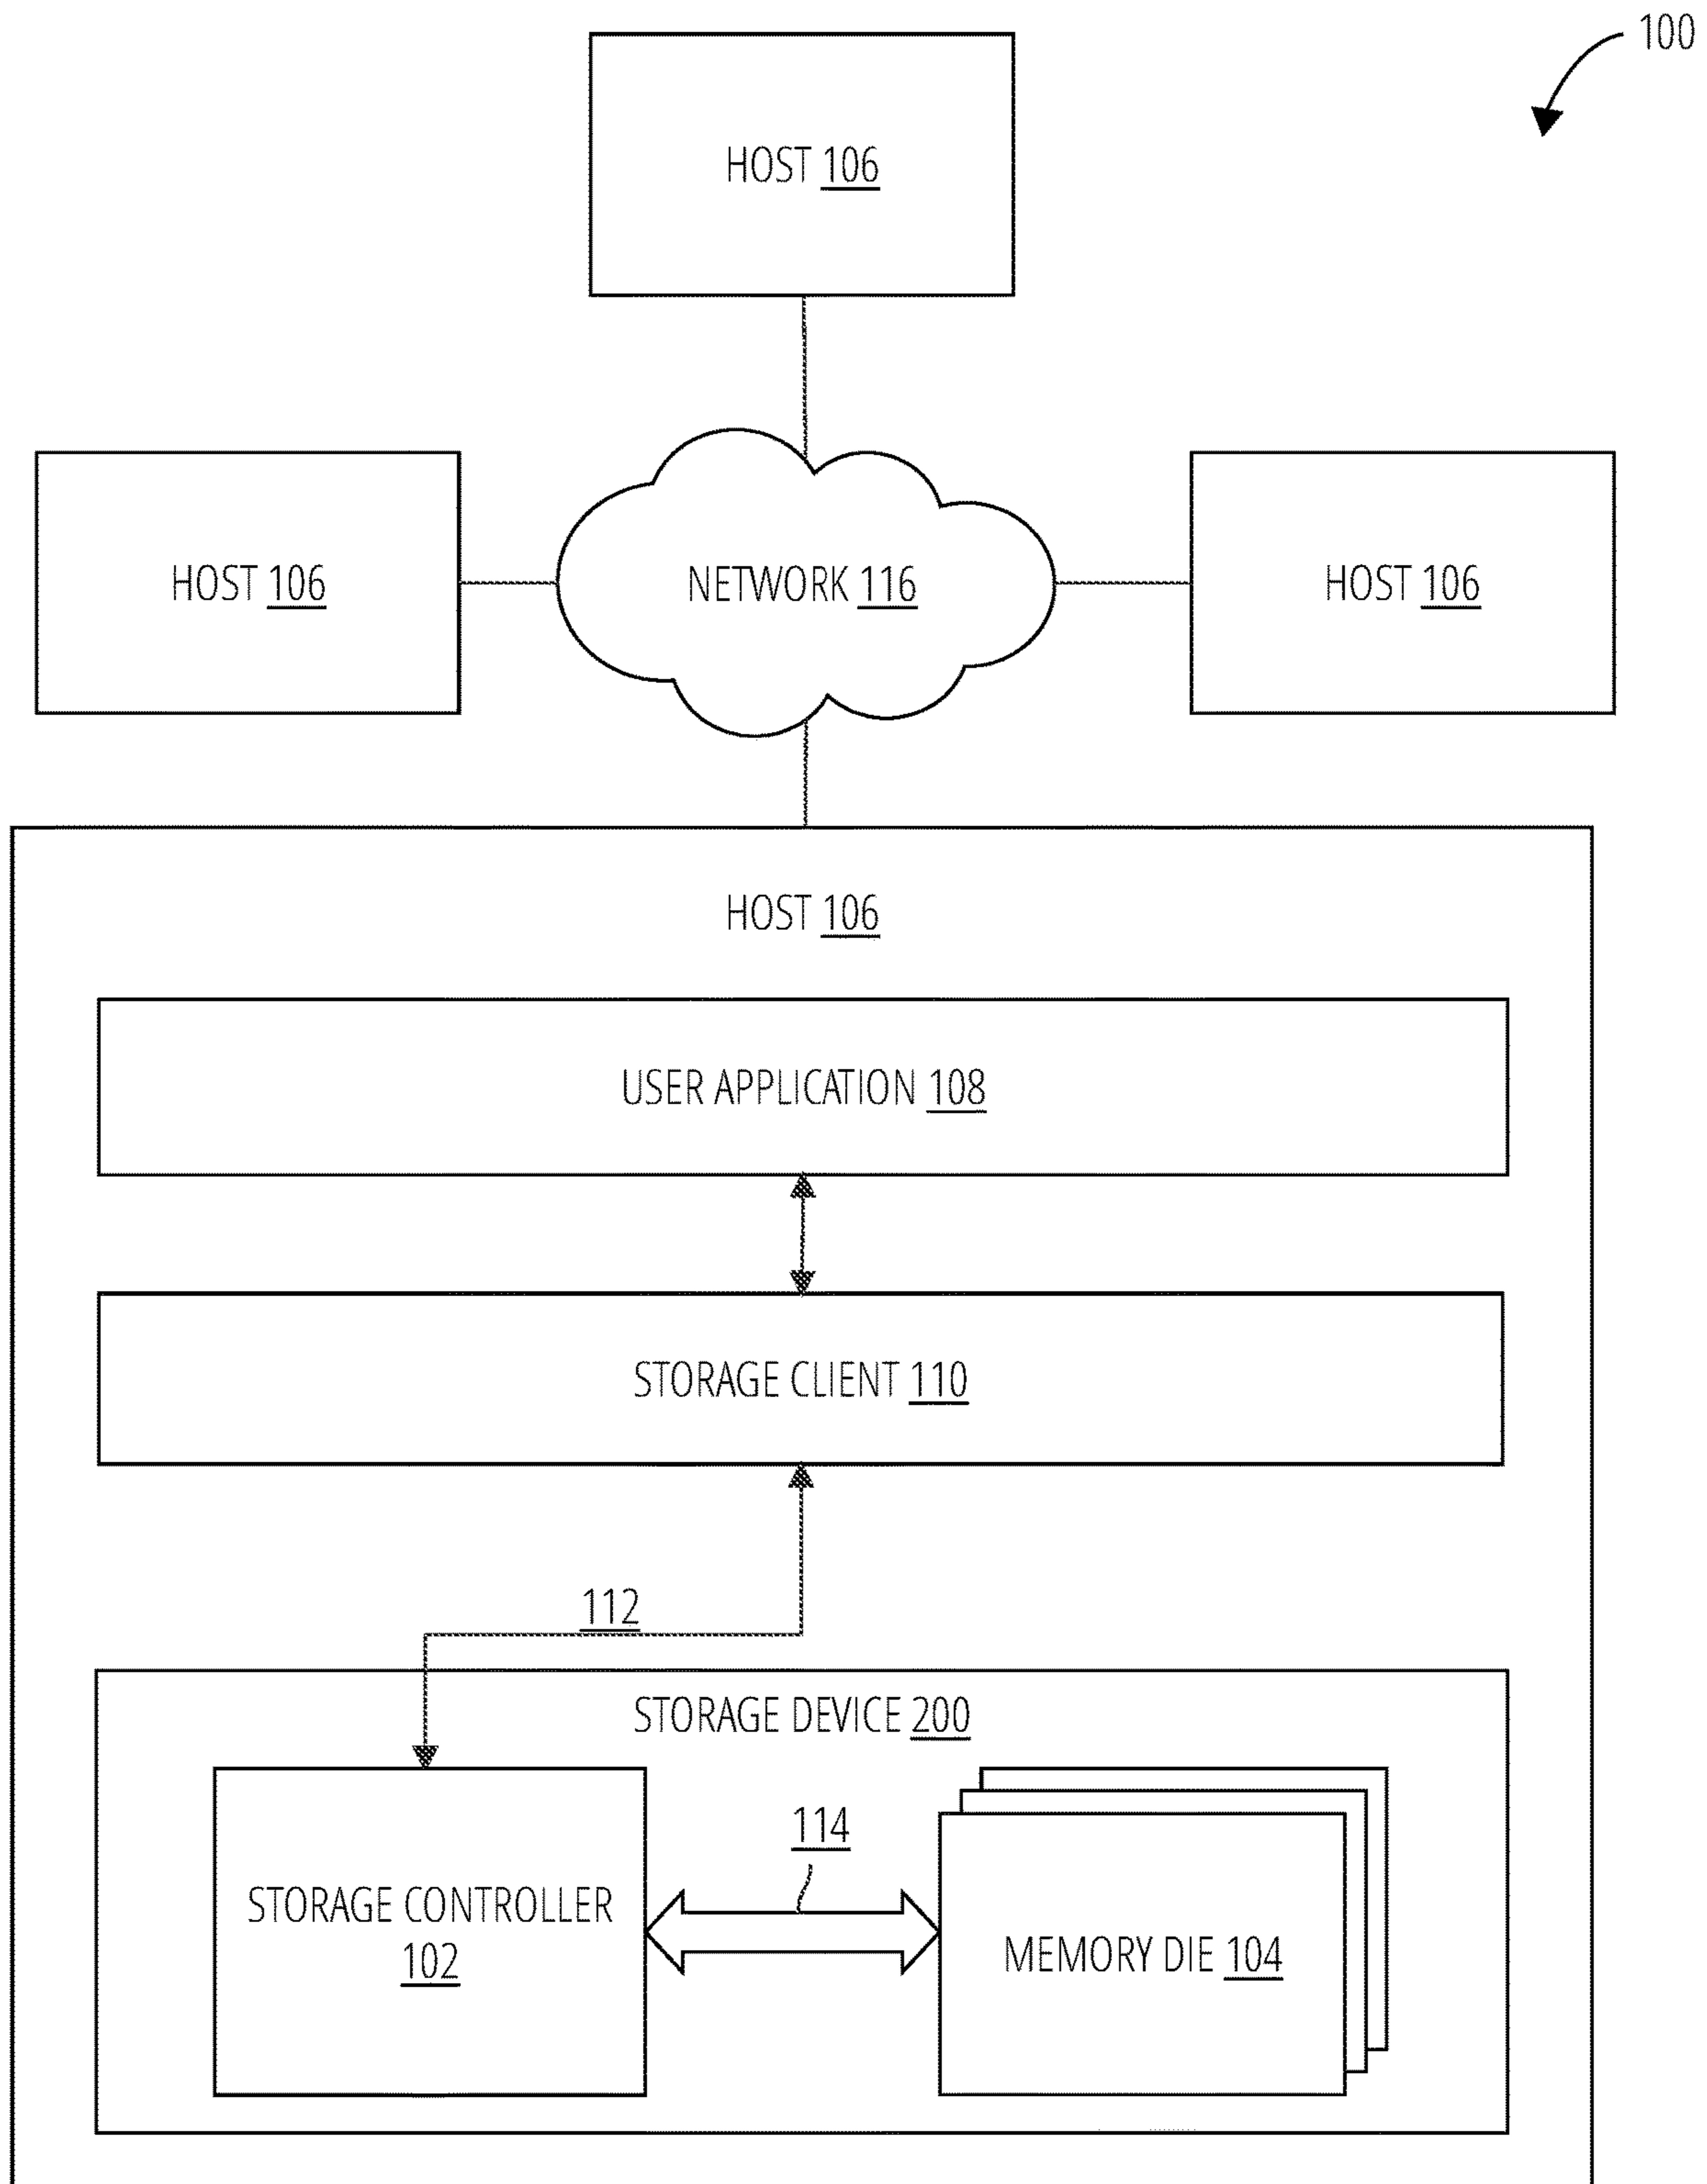 100
HOST 106
HOST 106
NETWORK 116
HOST 106
HOST 106
USER APPLICATION 108
STORAGE CLIENT 110
112
STORAGE DEVICE 200
114
STORAGE CONTROLLER
102
MEMORY DIE 104